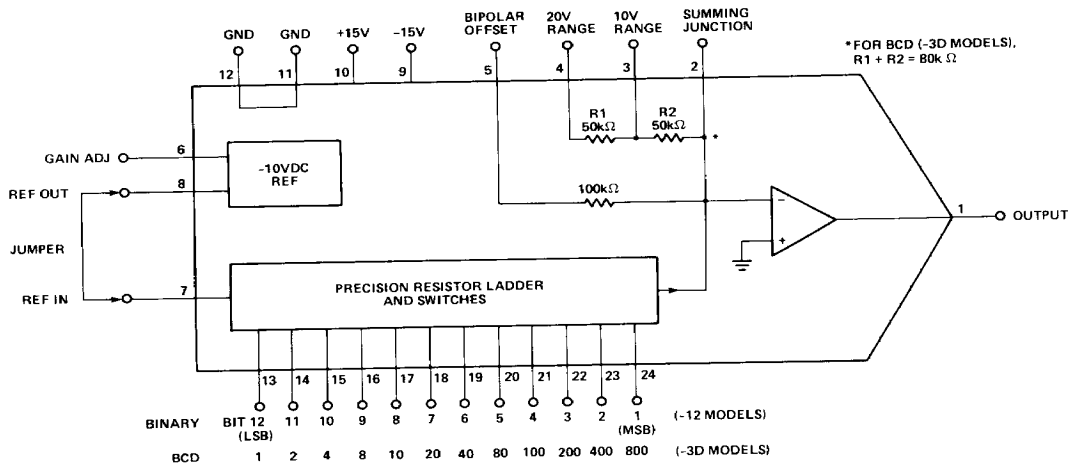 BIPOLAR OFFSET
20V RANGE
10V RANGE
SUMMING JUNCTION
GND
GND
+15V
-15V
12
11
10
9
5
4
3
2
*FOR BCD (-3D MODELS),
R1 + R2 = 80k Ω
R1
50kΩ
R2
50kΩ
*
GAIN ADJ
6
-10VDC
REF
REF OUT
8
100kΩ
JUMPER
−
+
1
OUTPUT
REF IN
7
PRECISION RESISTOR LADDER
AND SWITCHES
13 14 15 16 17 18 19 20 21 22 23 24
BINARY BIT 12 11 10 9 8 7 6 5 4 3 2 1 (-12 MODELS)
(LSB) (MSB)
BCD 1 2 4 8 10 20 40 80 100 200 400 800 (-3D MODELS)